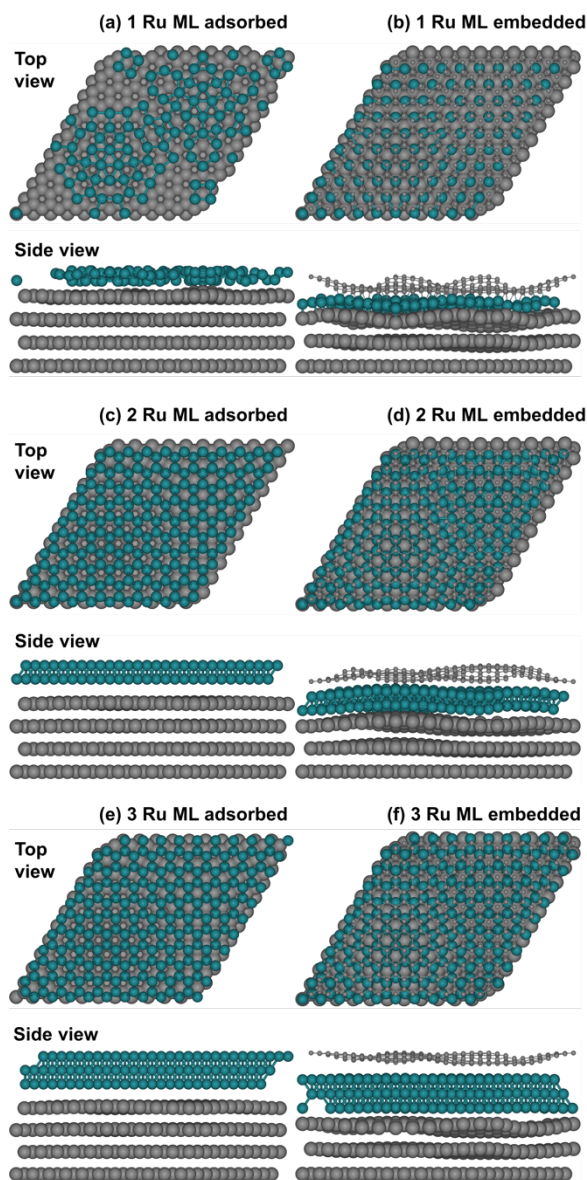 (a) 1 Ru ML adsorbed
(b) 1 Ru ML embedded
Top
view
Side view
(c) 2 Ru ML adsorbed
(d) 2 Ru ML embedded
Top
view
Side view
(e) 3 Ru ML adsorbed
(f) 3 Ru ML embedded
Top
view
Side view